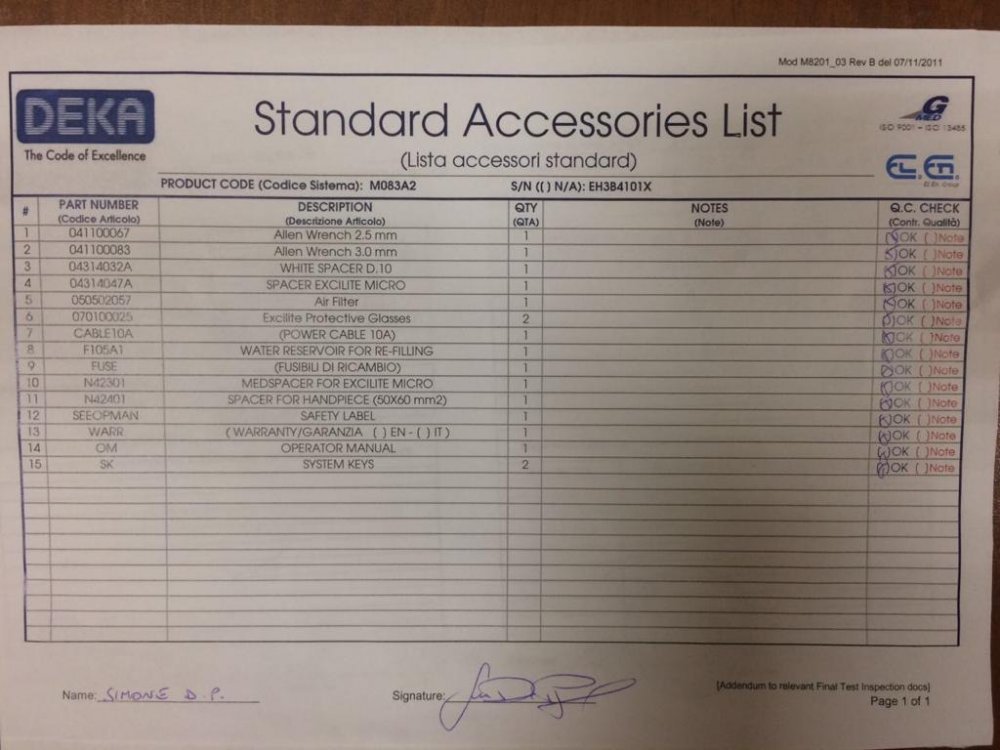 Mod M8201_03 Rev B del 07/11/2011
DEKA
The Code of Excellence
Standard Accessories List
(Lista accessori standard)
G MED
ISO 9001 - ISO 13485
EL.En.
El.En. Group
PRODUCT CODE (Codice Sistema): M083A2 S/N (( ) N/A): EH3B4101X
# PART NUMBER DESCRIPTION QTY NOTES Q.C. CHECK
(Codice Articolo) (Descrizione Articolo) (QTA) (Note) (Contr. Qualità)
1 041100067 Allen Wrench 2.5 mm 1 OK ( )Note
2 041100083 Allen Wrench 3.0 mm 1 OK ( )Note
3 04314032A WHITE SPACER D.10 1 OK ( )Note
4 04314047A SPACER EXCILITE MICRO 1 OK ( )Note
5 050502057 Air Filter 1 OK ( )Note
6 070100025 Excilite Protective Glasses 2 OK ( )Note
7 CABLE10A (POWER CABLE 10A) 1 OK ( )Note
8 F105A1 WATER RESERVOIR FOR RE-FILLING 1 OK ( )Note
9 FUSE (FUSIBILI DI RICAMBIO) 1 OK ( )Note
10 N42301 MEDSPACER FOR EXCILITE MICRO 1 OK ( )Note
11 N42401 SPACER FOR HANDPIECE (50X60 mm2) 1 OK ( )Note
12 SEEOPMAN SAFETY LABEL 1 OK ( )Note
13 WARR (WARRANTY/GARANZIA ( ) EN - ( ) IT ) 1 OK ( )Note
14 OM OPERATOR MANUAL 1 OK ( )Note
15 SK SYSTEM KEYS 2 OK ( )Note
Name: SIMONE D.P. Signature:
[Addendum to relevant Final Test Inspection docs]
Page 1 of 1